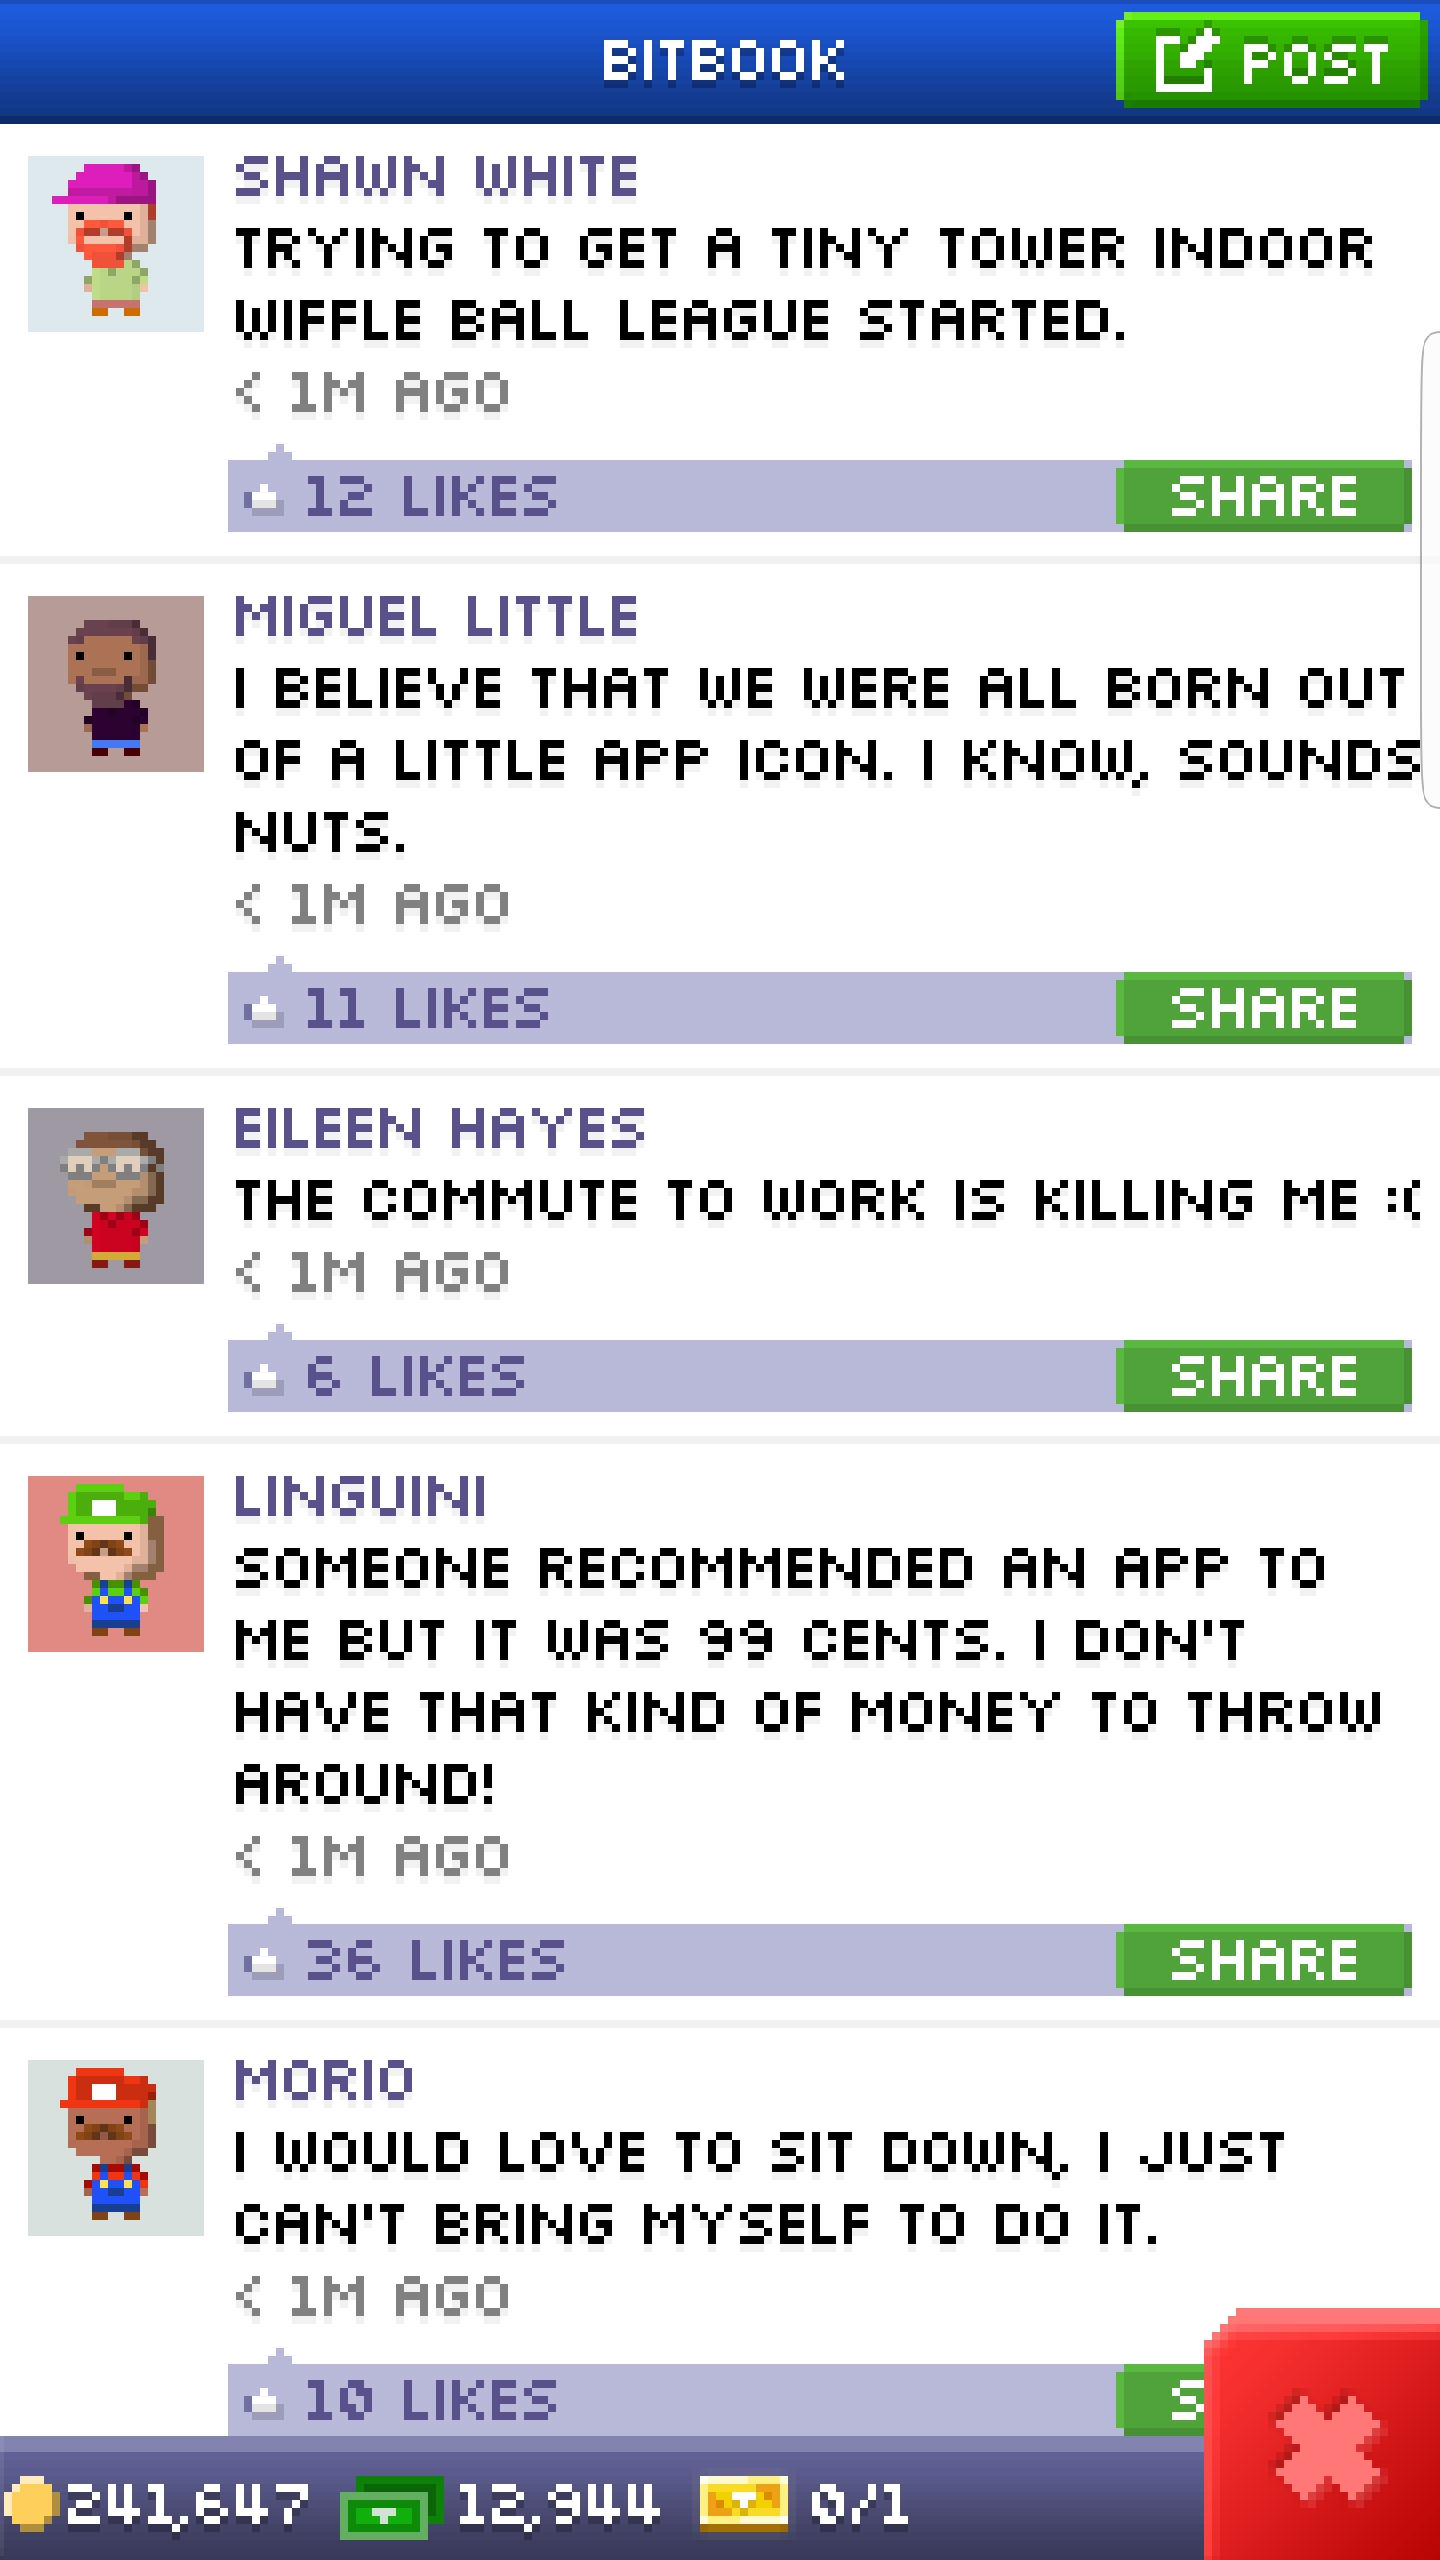 BITBOOK
POST
SHAWN WHITE
TRYING TO GET A TINY TOWER INDOOR
WIFFLE BALL LEAGUE STARTED.
< 1M AGO
12 LIKES
SHARE
MIGUEL LITTLE
I BELIEVE THAT WE WERE ALL BORN OUT
OF A LITTLE APP ICON. I KNOW, SOUNDS
NUTS.
< 1M AGO
11 LIKES
SHARE
EILEEN HAYES
THE COMMUTE TO WORK IS KILLING ME :(
< 1M AGO
6 LIKES
SHARE
LINGUINI
SOMEONE RECOMMENDED AN APP TO
ME BUT IT WAS 99 CENTS. I DON'T
HAVE THAT KIND OF MONEY TO THROW
AROUND!
< 1M AGO
36 LIKES
SHARE
MORIO
I WOULD LOVE TO SIT DOWN, I JUST
CAN'T BRING MYSELF TO DO IT.
< 1M AGO
10 LIKES
S
241,647 12,944 0/1